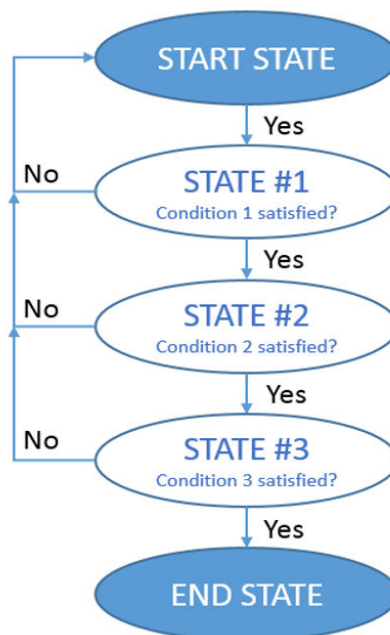 START STATE
Yes
No
STATE #1
Condition 1 satisfied?
Yes
No
STATE #2
Condition 2 satisfied?
Yes
No
STATE #3
Condition 3 satisfied?
Yes
END STATE